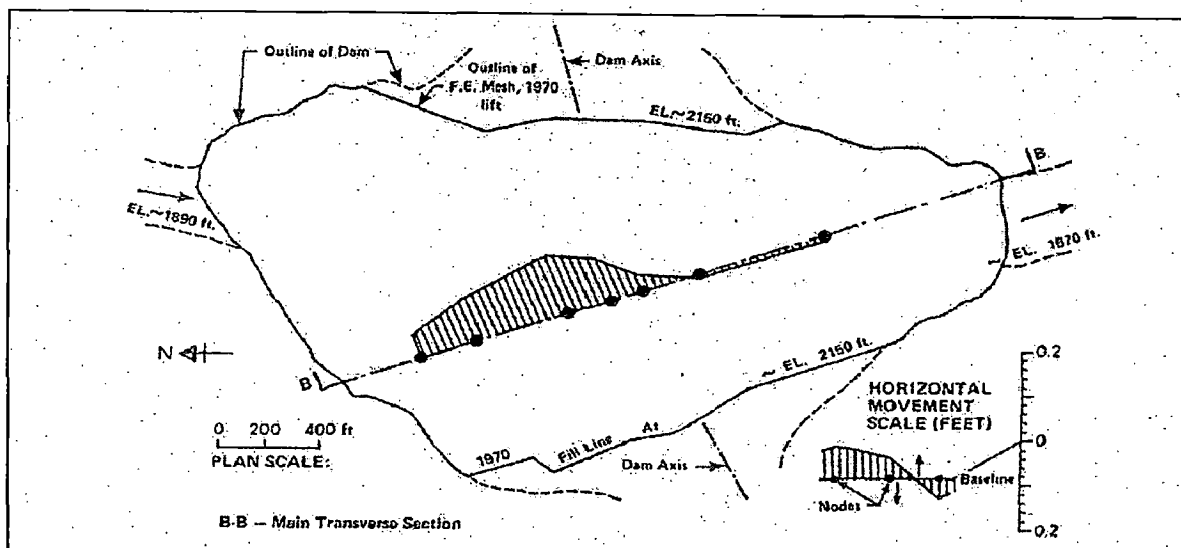 Outline of Dam
Outline of
F.E. Mesh, 1970
lift
Dam Axis
EL.~2150 ft.
B
EL.~1890 ft.
~ EL. 1870 ft.
N
B
~ EL. 2150 ft.
0 200 400 ft
PLAN SCALE:
1970 Fill Line At
Dam Axis
HORIZONTAL
MOVEMENT
SCALE (FEET)
0.2
0
0.2
Baseline
Nodes
B-B — Main Transverse Section